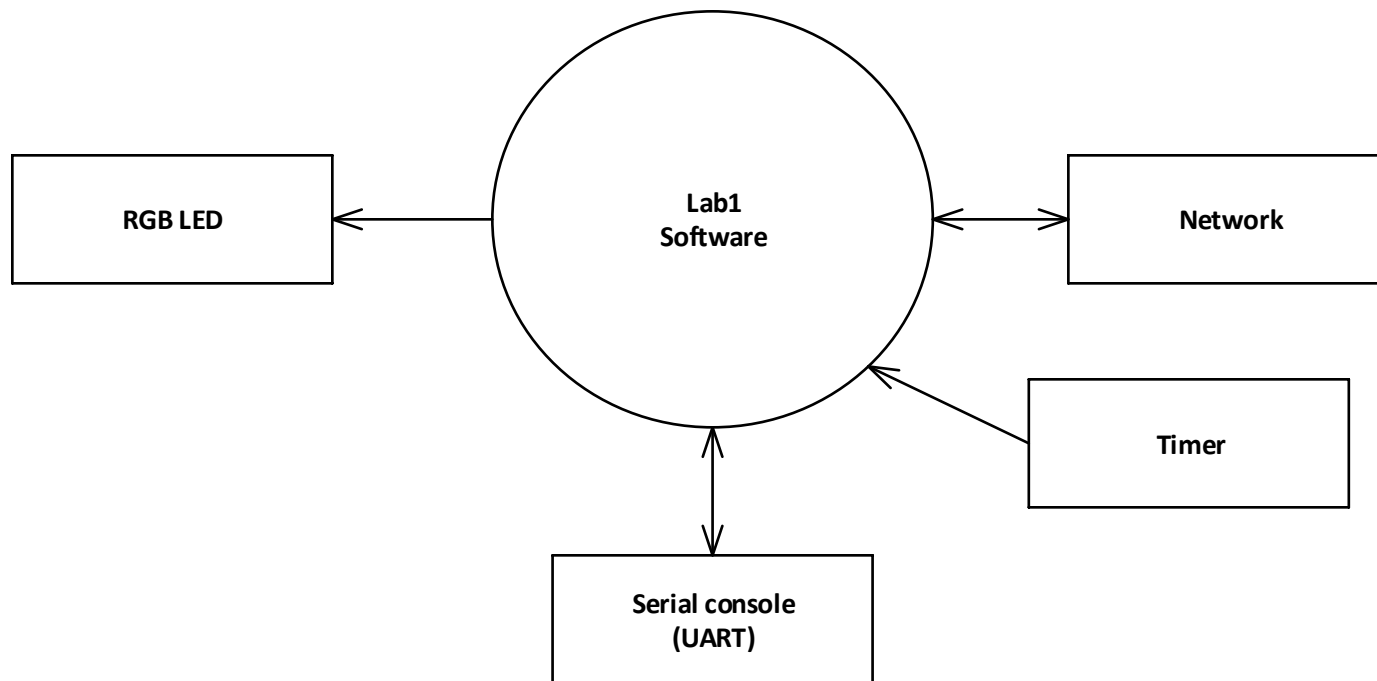 Lab1
Software
RGB LED
Network
Timer
Serial console
(UART)